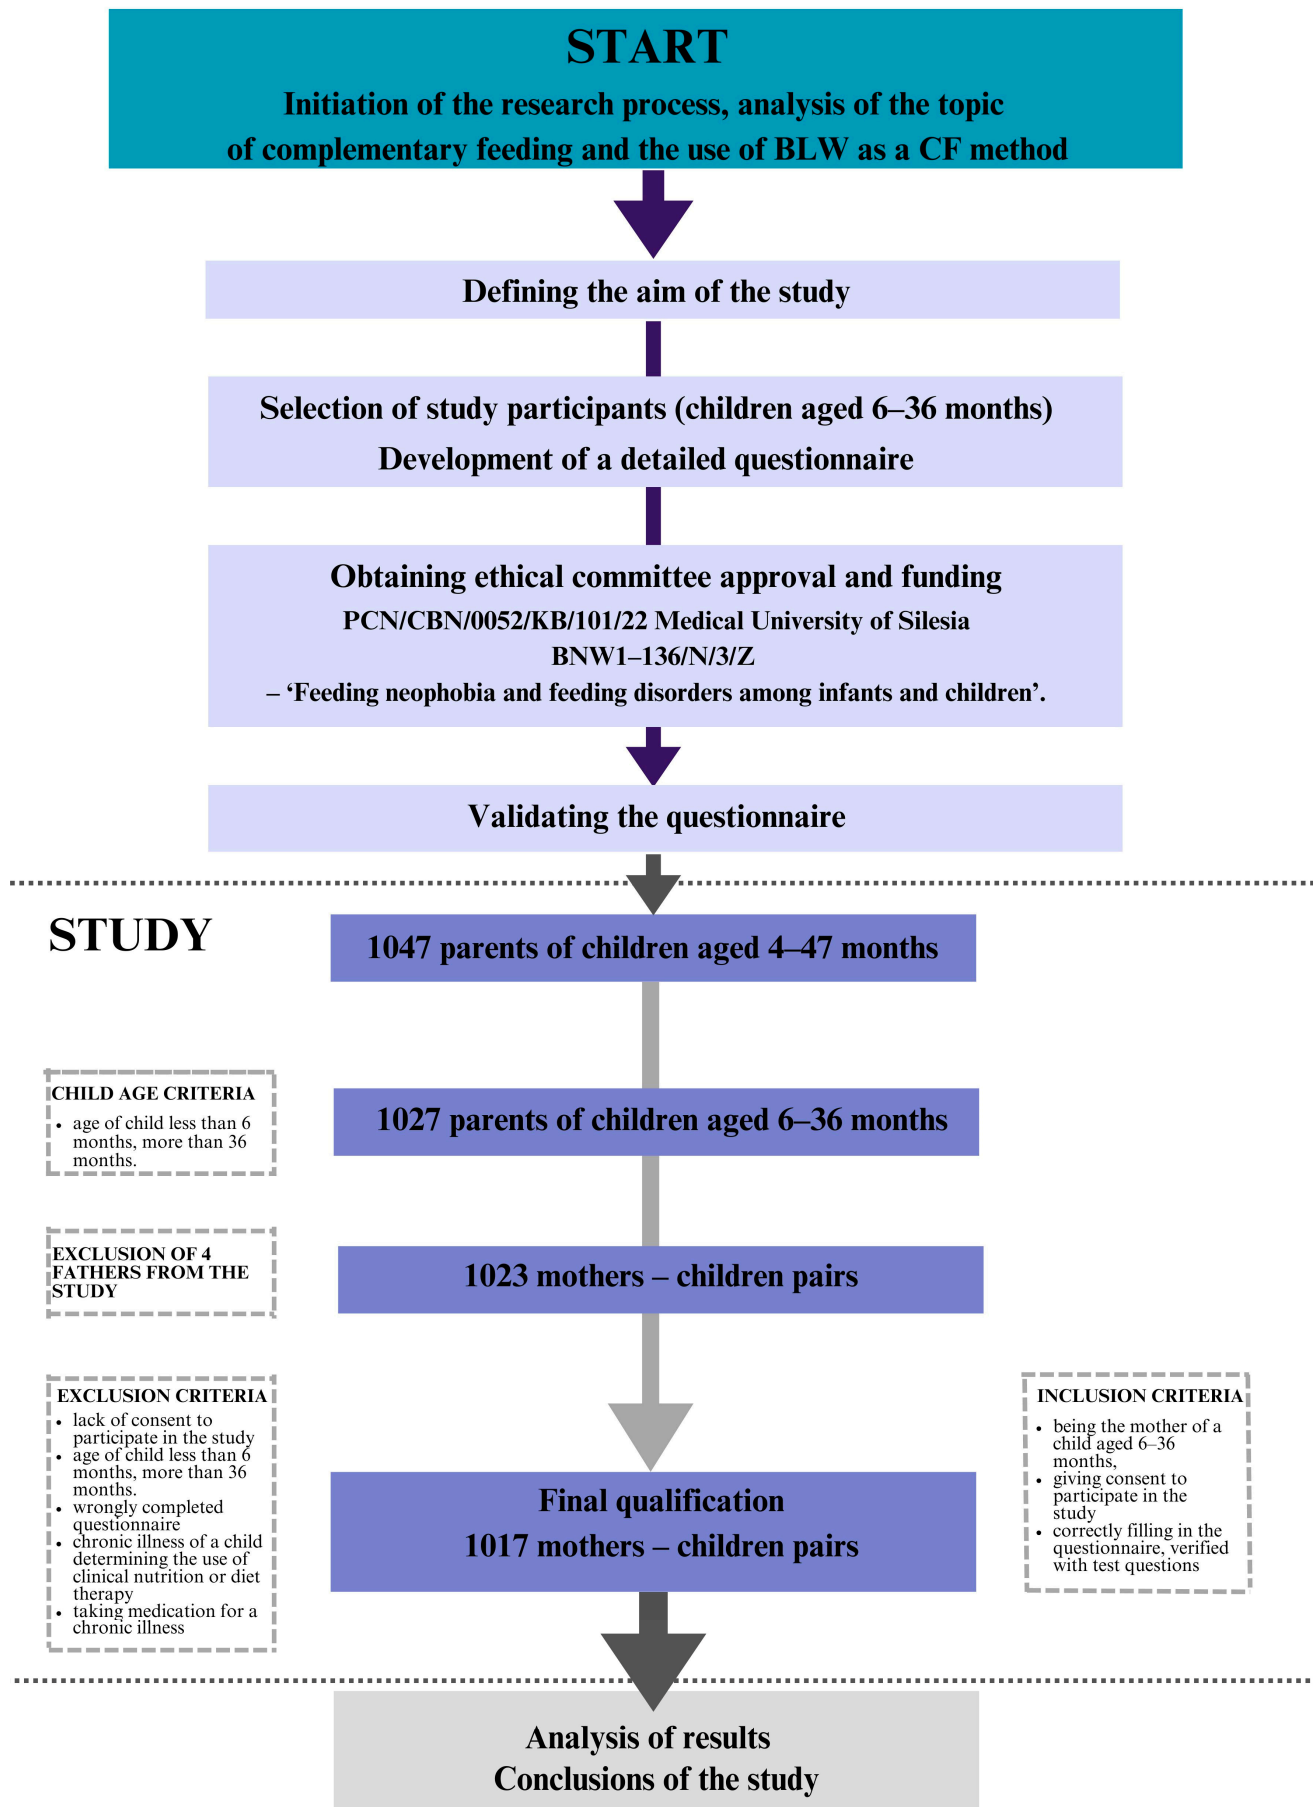 START
Initiation of the research process, analysis of the topic
of complementary feeding and the use of BLW as a CF method
Defining the aim of the study
Selection of study participants (children aged 6–36 months)
Development of a detailed questionnaire
Obtaining ethical committee approval and funding
PCN/CBN/0052/KB/101/22 Medical University of Silesia
BNW1–136/N/3/Z
– ‘Feeding neophobia and feeding disorders among infants and children’.
Validating the questionnaire
STUDY
1047 parents of children aged 4–47 months
CHILD AGE CRITERIA
• age of child less than 6
months, more than 36
months.
1027 parents of children aged 6–36 months
EXCLUSION OF 4
FATHERS FROM THE
STUDY
1023 mothers – children pairs
EXCLUSION CRITERIA
• lack of consent to
participate in the study
• age of child less than 6
months, more than 36
months.
• wrongly completed
questionnaire
• chronic illness of a child
determining the use of
clinical nutrition or diet
therapy
• taking medication for a
chronic illness
Final qualification
1017 mothers – children pairs
INCLUSION CRITERIA
• being the mother of a
child aged 6–36
months,
• giving consent to
participate in the
study
• correctly filling in the
questionnaire, verified
with test questions
Analysis of results
Conclusions of the study